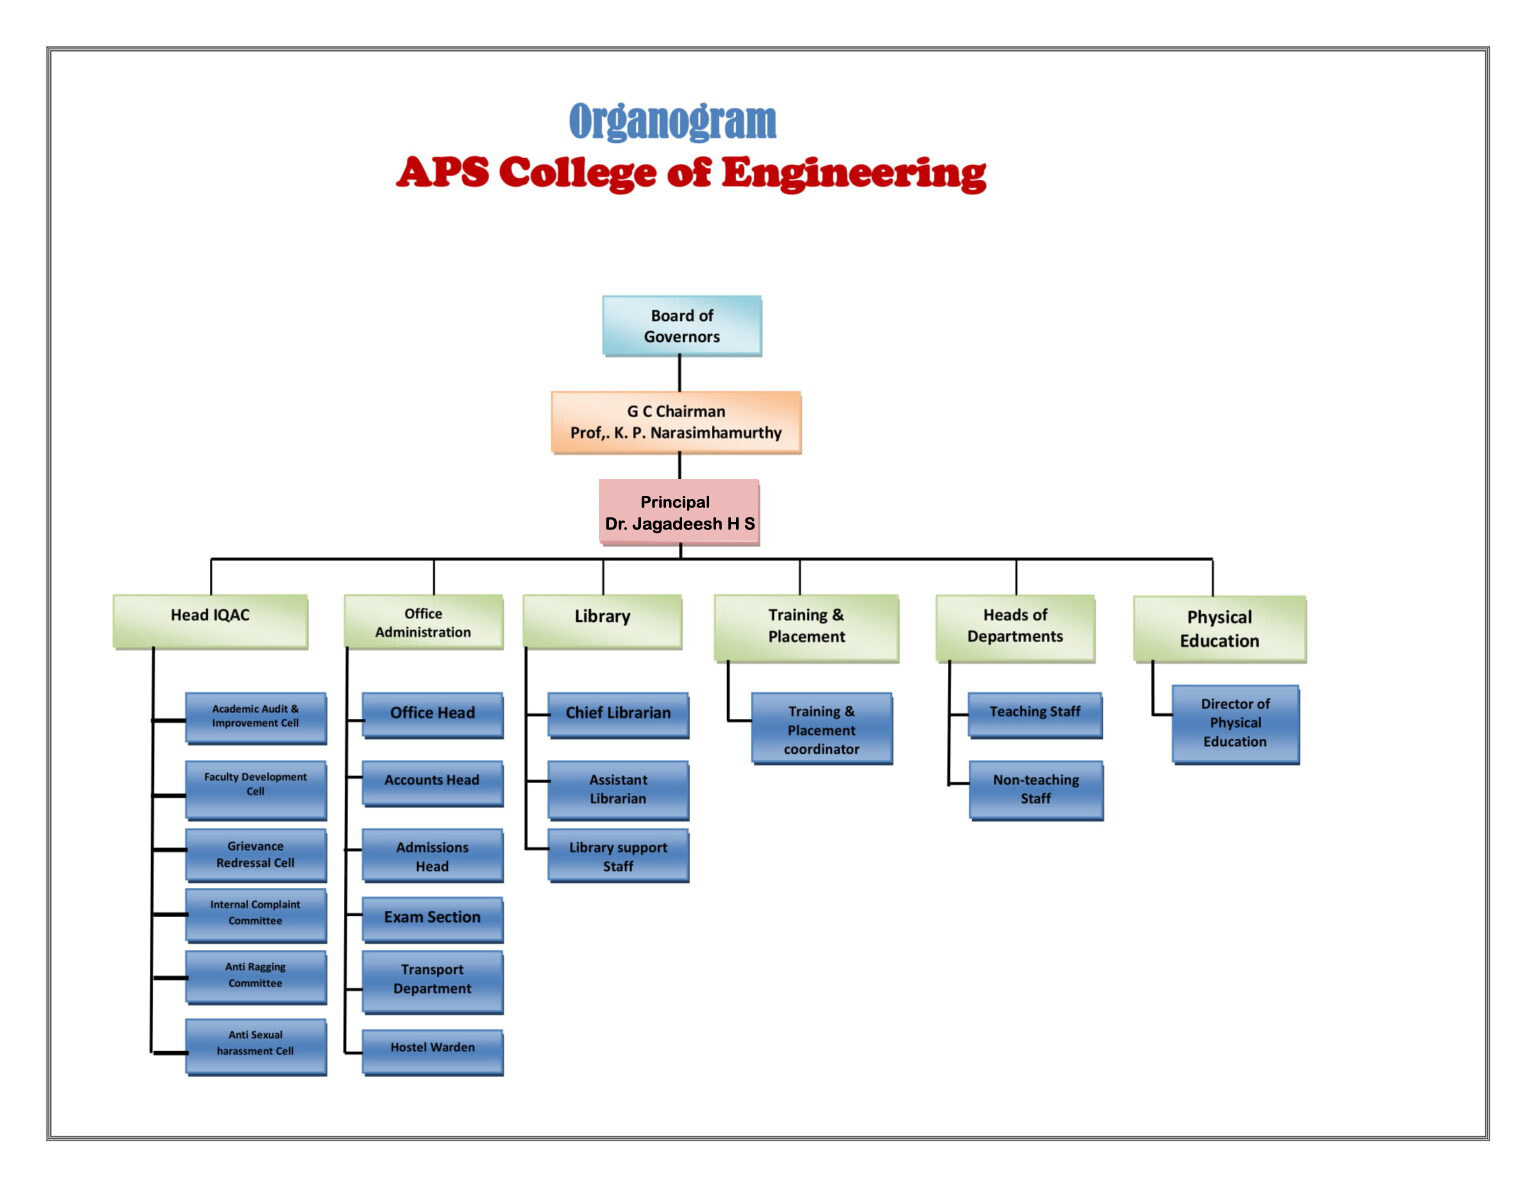 Organogram
APS College of Engineering
Board of
Governors
G C Chairman
Prof,. K. P. Narasimhamurthy
Principal
Dr. Jagadeesh H S
Head IQAC
Academic Audit &
Improvement Cell
Faculty Development
Cell
Grievance
Redressal Cell
Internal Complaint
Committee
Anti Ragging
Committee
Anti Sexual
harassment Cell
Office
Administration
Office Head
Accounts Head
Admissions
Head
Exam Section
Transport
Department
Hostel Warden
Library
Chief Librarian
Assistant
Librarian
Library support
Staff
Training &
Placement
Training &
Placement
coordinator
Heads of
Departments
Teaching Staff
Non-teaching
Staff
Physical
Education
Director of
Physical
Education